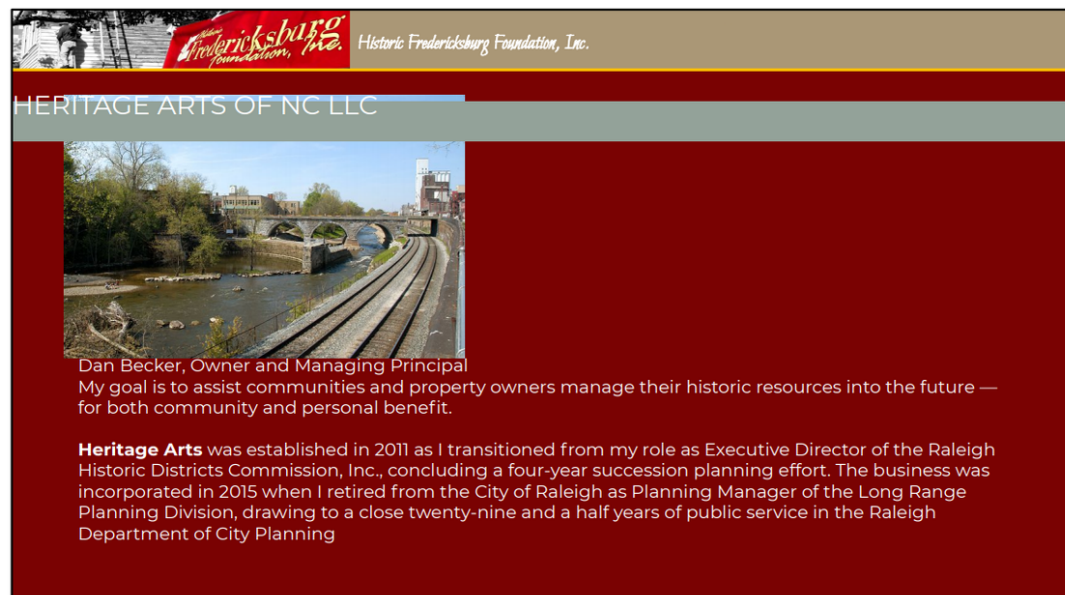 Historic
Fredericksburg
Foundation, Inc.
Historic Fredericksburg Foundation, Inc.
HERITAGE ARTS OF NC LLC
Dan Becker, Owner and Managing Principal
My goal is to assist communities and property owners manage their historic resources into the future —
for both community and personal benefit.
Heritage Arts was established in 2011 as I transitioned from my role as Executive Director of the Raleigh
Historic Districts Commission, Inc., concluding a four-year succession planning effort. The business was
incorporated in 2015 when I retired from the City of Raleigh as Planning Manager of the Long Range
Planning Division, drawing to a close twenty-nine and a half years of public service in the Raleigh
Department of City Planning